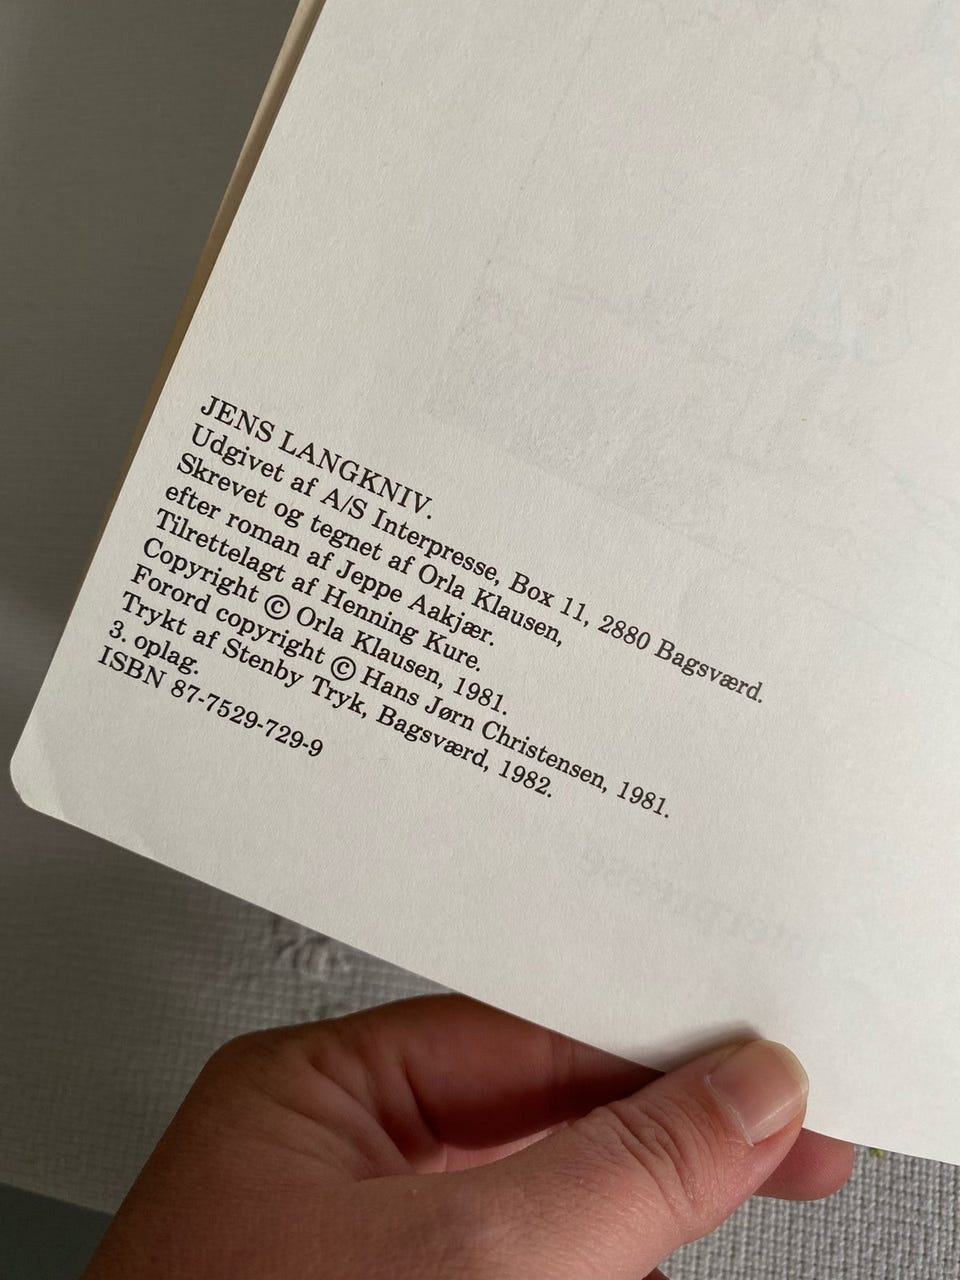 JENS LANGKNIV.
Udgivet af A/S Interpresse, Box 11, 2880 Bagsværd.
Skrevet og tegnet af Orla Klausen,
efter roman af Jeppe Aakjær.
Tilrettelagt af Henning Kure.
Copyright © Orla Klausen, 1981.
Forord copyright © Hans Jørn Christensen, 1981.
Trykt af Stenby Tryk, Bagsværd, 1982.
3. oplag.
ISBN 87-7529-729-9